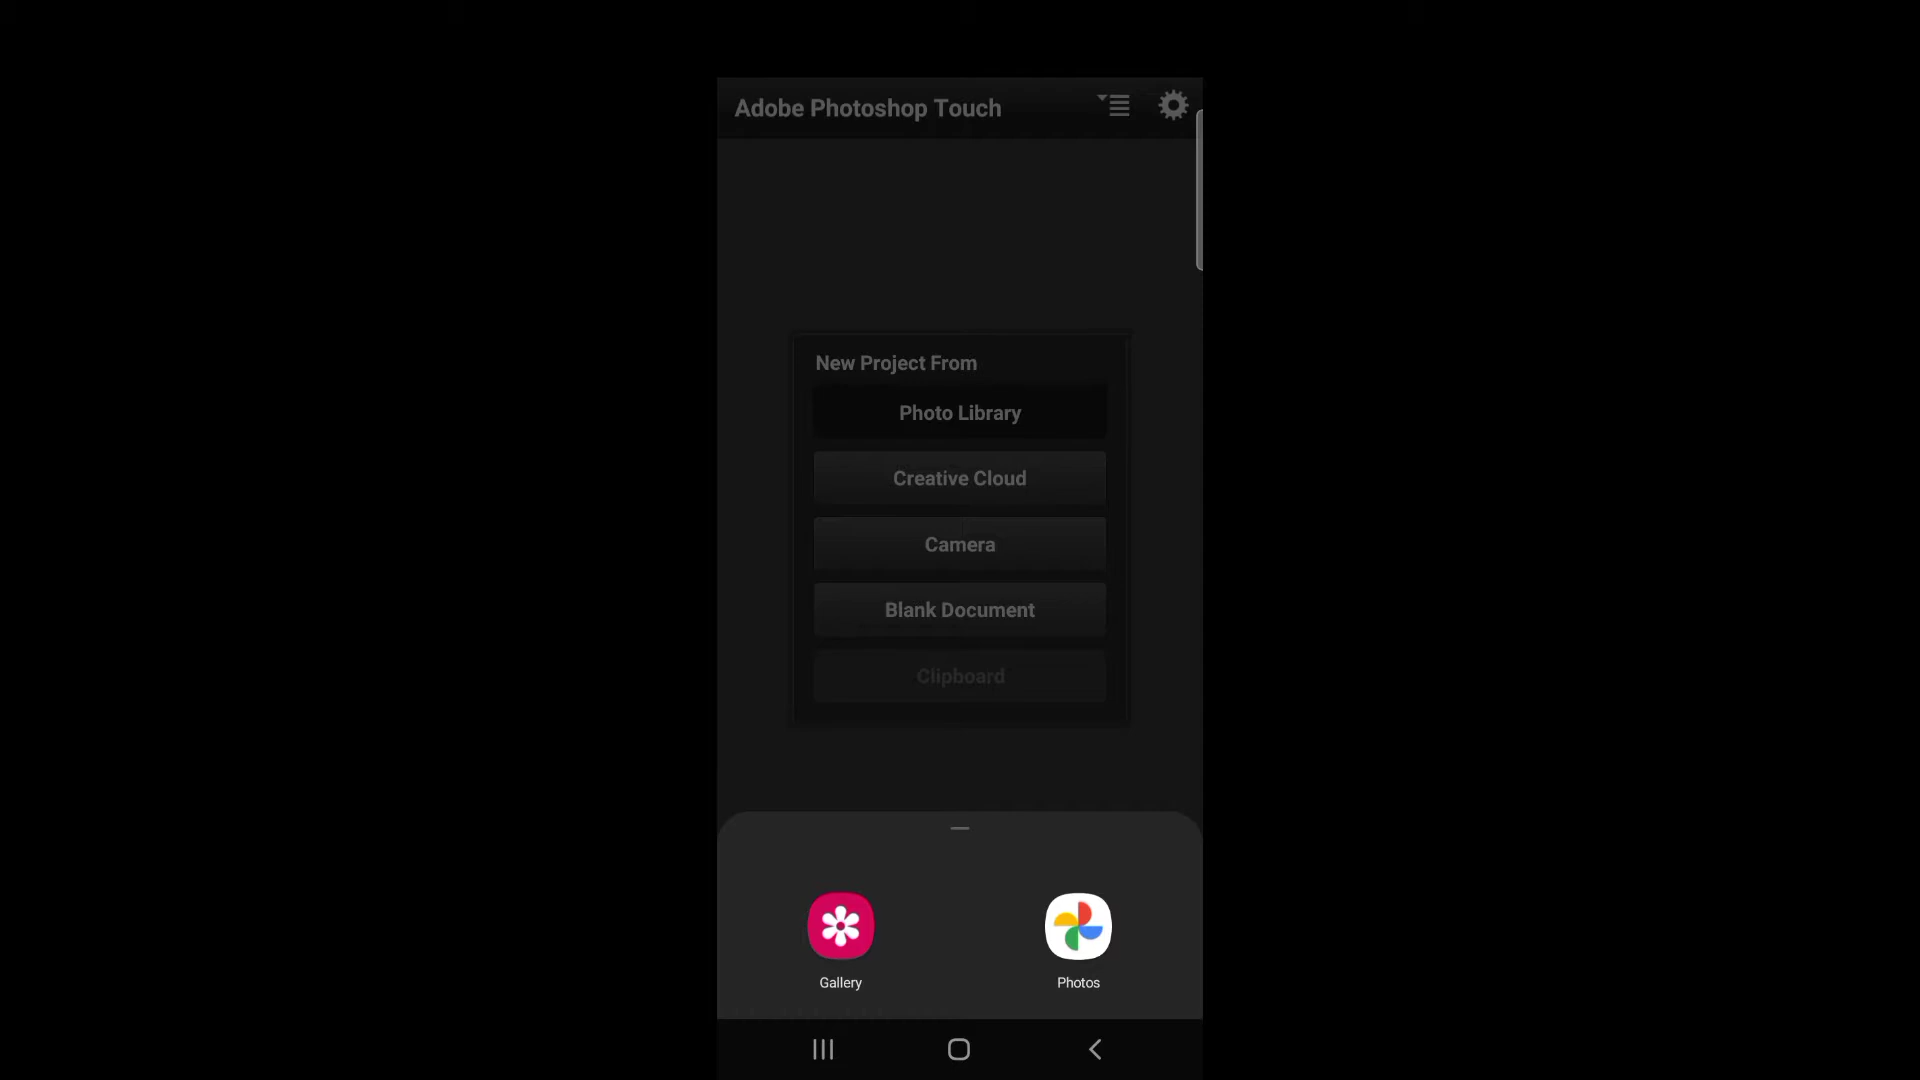 Adobe Photoshop Touch
New Project From
Photo Library
Creative Cloud
Camera
Blank Document
Clipboard
Gallery
Photos